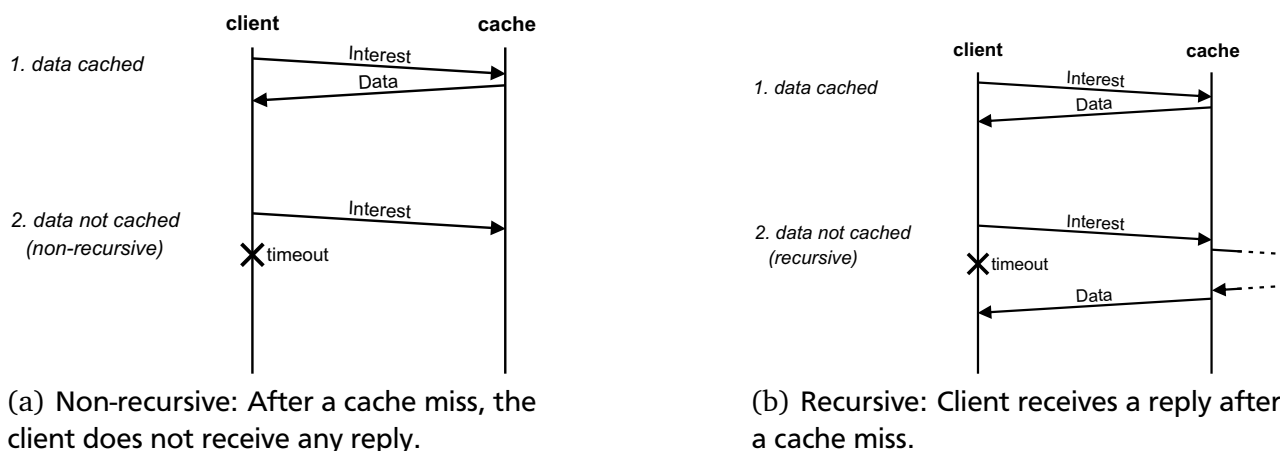 client
cache
1. data cached
Interest
Data
2. data not cached
(non-recursive)
Interest
timeout
(a) Non-recursive: After a cache miss, the
client does not receive any reply.
client
cache
1. data cached
Interest
Data
2. data not cached
(recursive)
Interest
timeout
Data
(b) Recursive: Client receives a reply after
a cache miss.